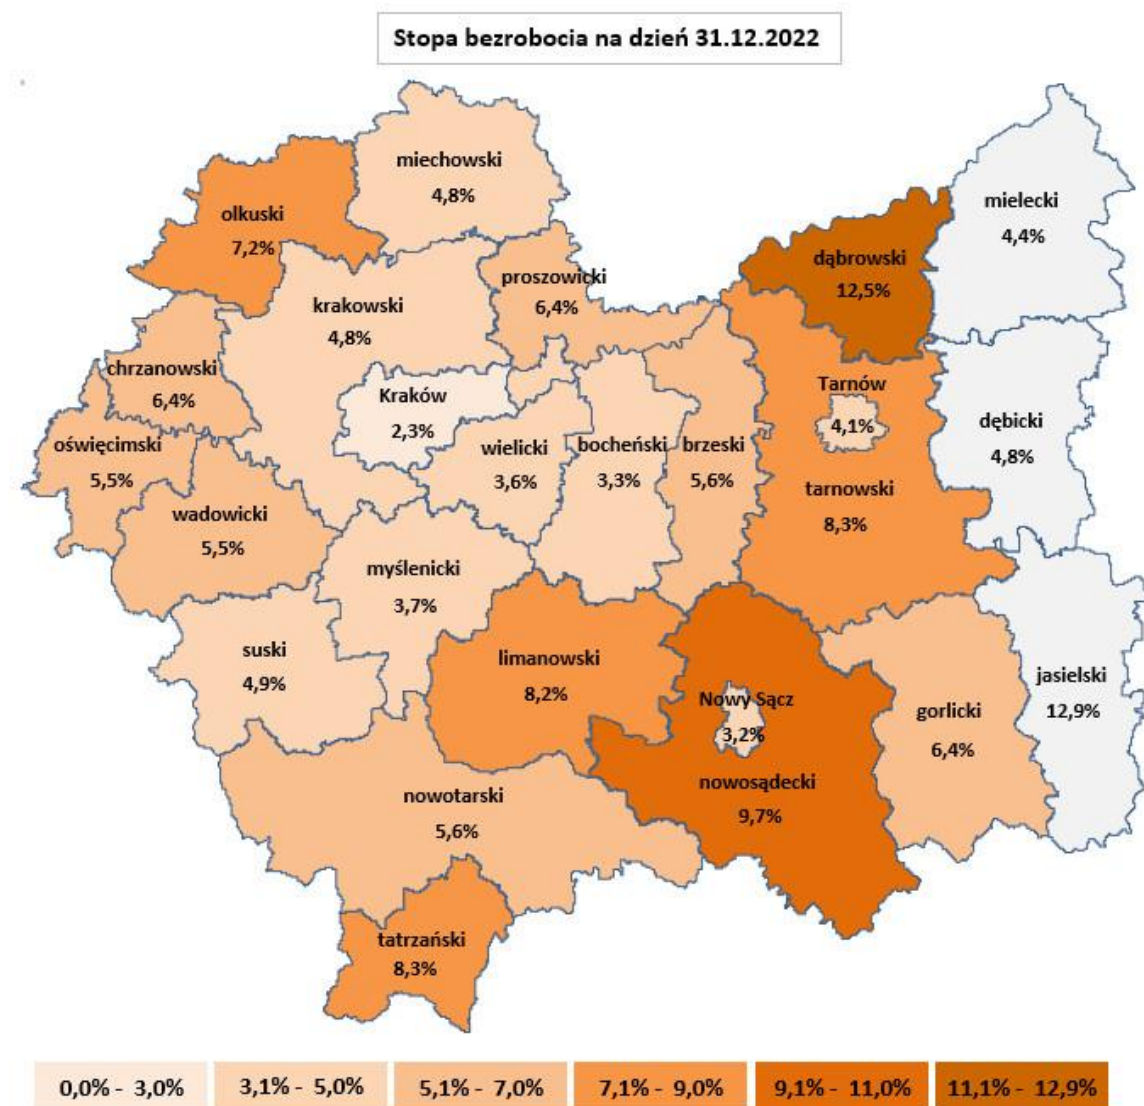 Stopa bezrobocia na dzień 31.12.2022
miechowski
4,8%
olkuski
7,2%
mielecki
4,4%
dąbrowski
12,5%
proszowicki
6,4%
krakowski
4,8%
chrzanowski
6,4%
Kraków
2,3%
Tarnów
4,1%
dębicki
4,8%
oświęcimski
5,5%
wielicki
3,6%
bocheński
3,3%
brzeski
5,6%
tarnowski
8,3%
wadowicki
5,5%
myślenicki
3,7%
suski
4,9%
limanowski
8,2%
Nowy Sącz
3,2%
gorlicki
6,4%
jasielski
12,9%
nowosądecki
9,7%
nowotarski
5,6%
tatrzański
8,3%
0,0% - 3,0% 3,1% - 5,0% 5,1% - 7,0% 7,1% - 9,0% 9,1% - 11,0% 11,1% - 12,9%